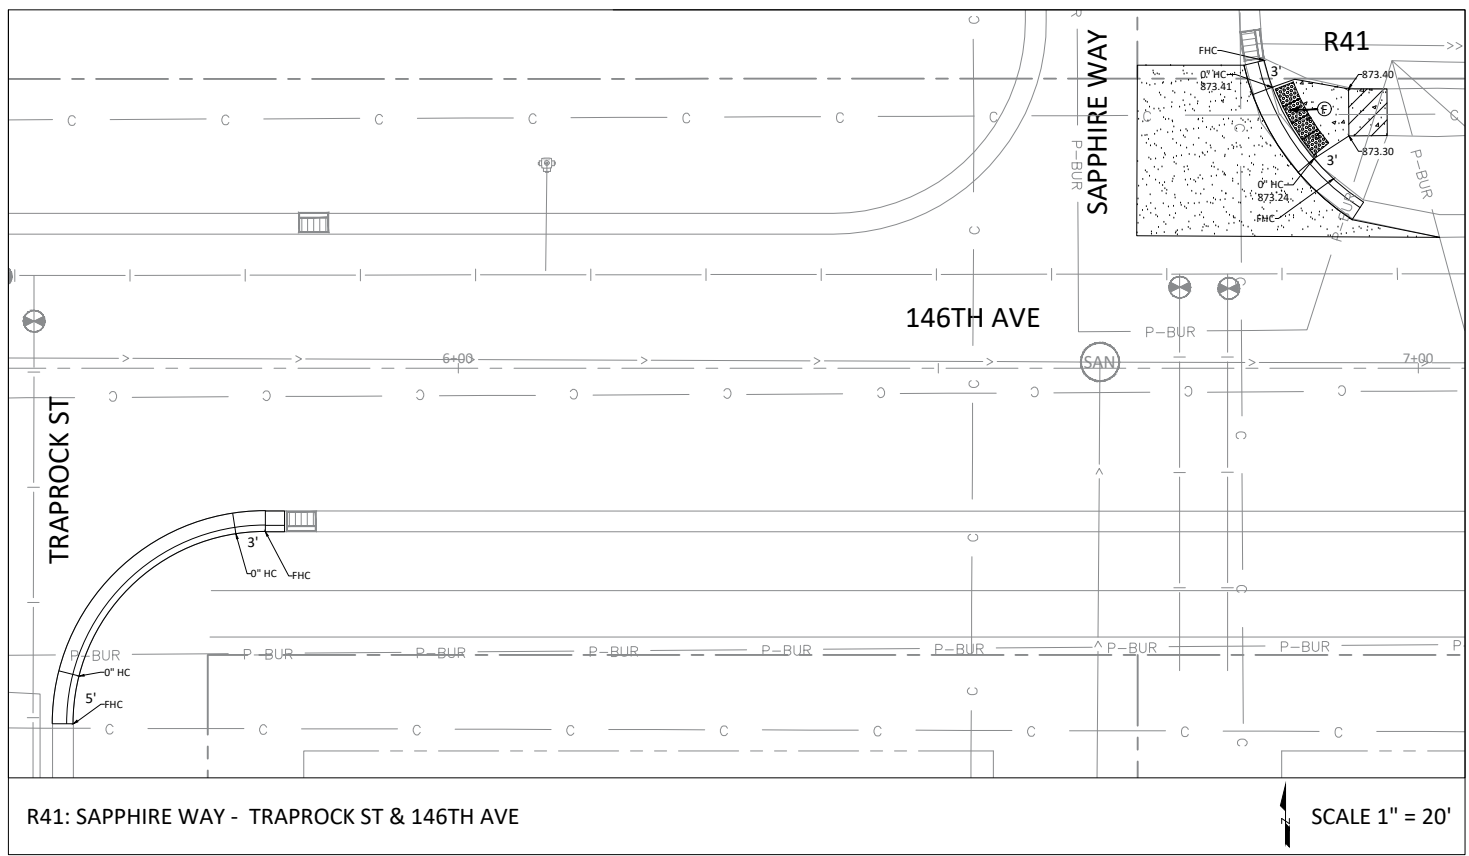 R
SAPPHIRE WAY
R41
>>
FHC
3'
0" HC
873.41
873.40
F
873.30
3'
0" HC
873.24
FHC
C C C C C C C C C
P-BUR
P-BUR
P-BUR
C
C
C
I I I I I I I I I I I I
146TH AVE
P-BUR
> > > > > > >
6+00
SAN
7+00
C C C C C C C C C
TRAPROCK ST
C
3'
0" HC
FHC
C
C
P-BUR P-BUR P-BUR P-BUR P-BUR P-BUR P-BUR P-BUR P-
0" HC
5'
FHC
C
C C C C C C C C C
C
R41: SAPPHIRE WAY - TRAPROCK ST & 146TH AVE
Z
SCALE 1" = 20'